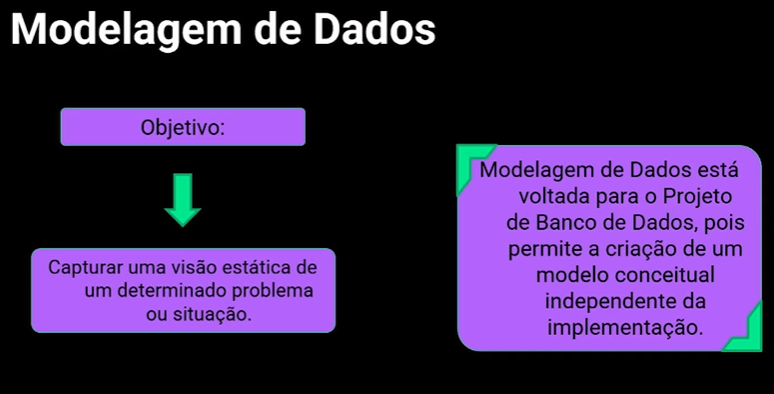 Modelagem de Dados
Objetivo:
Capturar uma visão estática de
um determinado problema
ou situação.
Modelagem de Dados está
voltada para o Projeto
de Banco de Dados, pois
permite a criação de um
modelo conceitual
independente da
implementação.